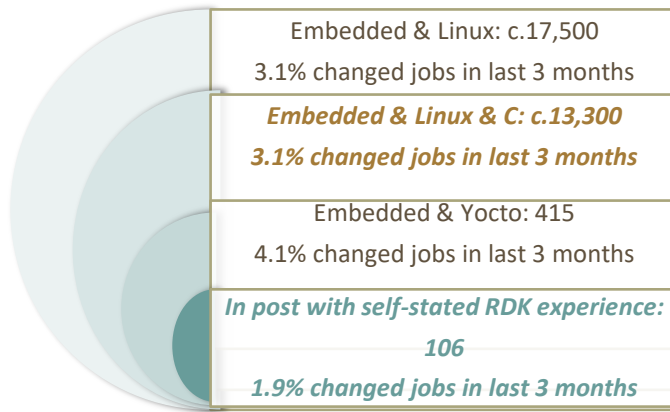 Embedded & Linux: c.17,500
3.1% changed jobs in last 3 months
Embedded & Linux & C: c.13,300
3.1% changed jobs in last 3 months
Embedded & Yocto: 415
4.1% changed jobs in last 3 months
In post with self-stated RDK experience:
106
1.9% changed jobs in last 3 months